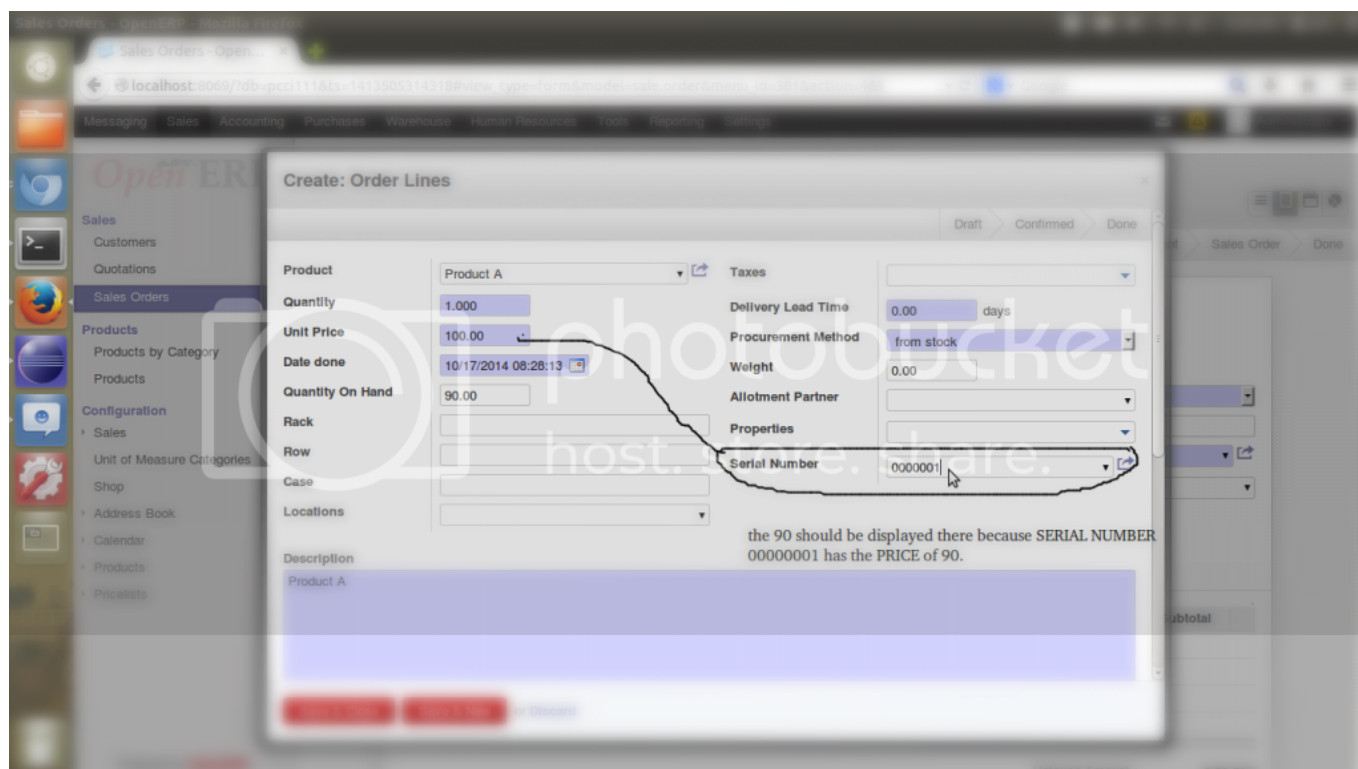 Sales Orders - OpenERP - Mozilla Firefox
Sales Orders - Open...
localhost:8069/?db=pcci111&ts=1413505314318#view_type=form&model=sale.order&menu_id=
Google
Messaging Sales Accounting Purchases Warehouse Human Resources Tools Reporting Settings
Open ER
Create: Order Lines
Draft Confirmed Done
Sales
Customers
Quotations
Sales Orders
Products
Products by Category
Products
Configuration
Sales
Unit of Measure Categories
Shop
Address Book
Calendar
Products
Pricelists
Sales Order Done
Product Product A
Quantity 1.000
Unit Price 100.00
Date done 10/17/2014 08:28:13
Quantity On Hand 90.00
Rack
Row
Case
Locations
Taxes
Delivery Lead Time 0.00 days
Procurement Method from stock
Weight 0.00
Allotment Partner
Properties
Serial Number 0000001
the 90 should be displayed there because SERIAL NUMBER
00000001 has the PRICE of 90.
Description
Product A
or Discard
photobucket
host. store. share.